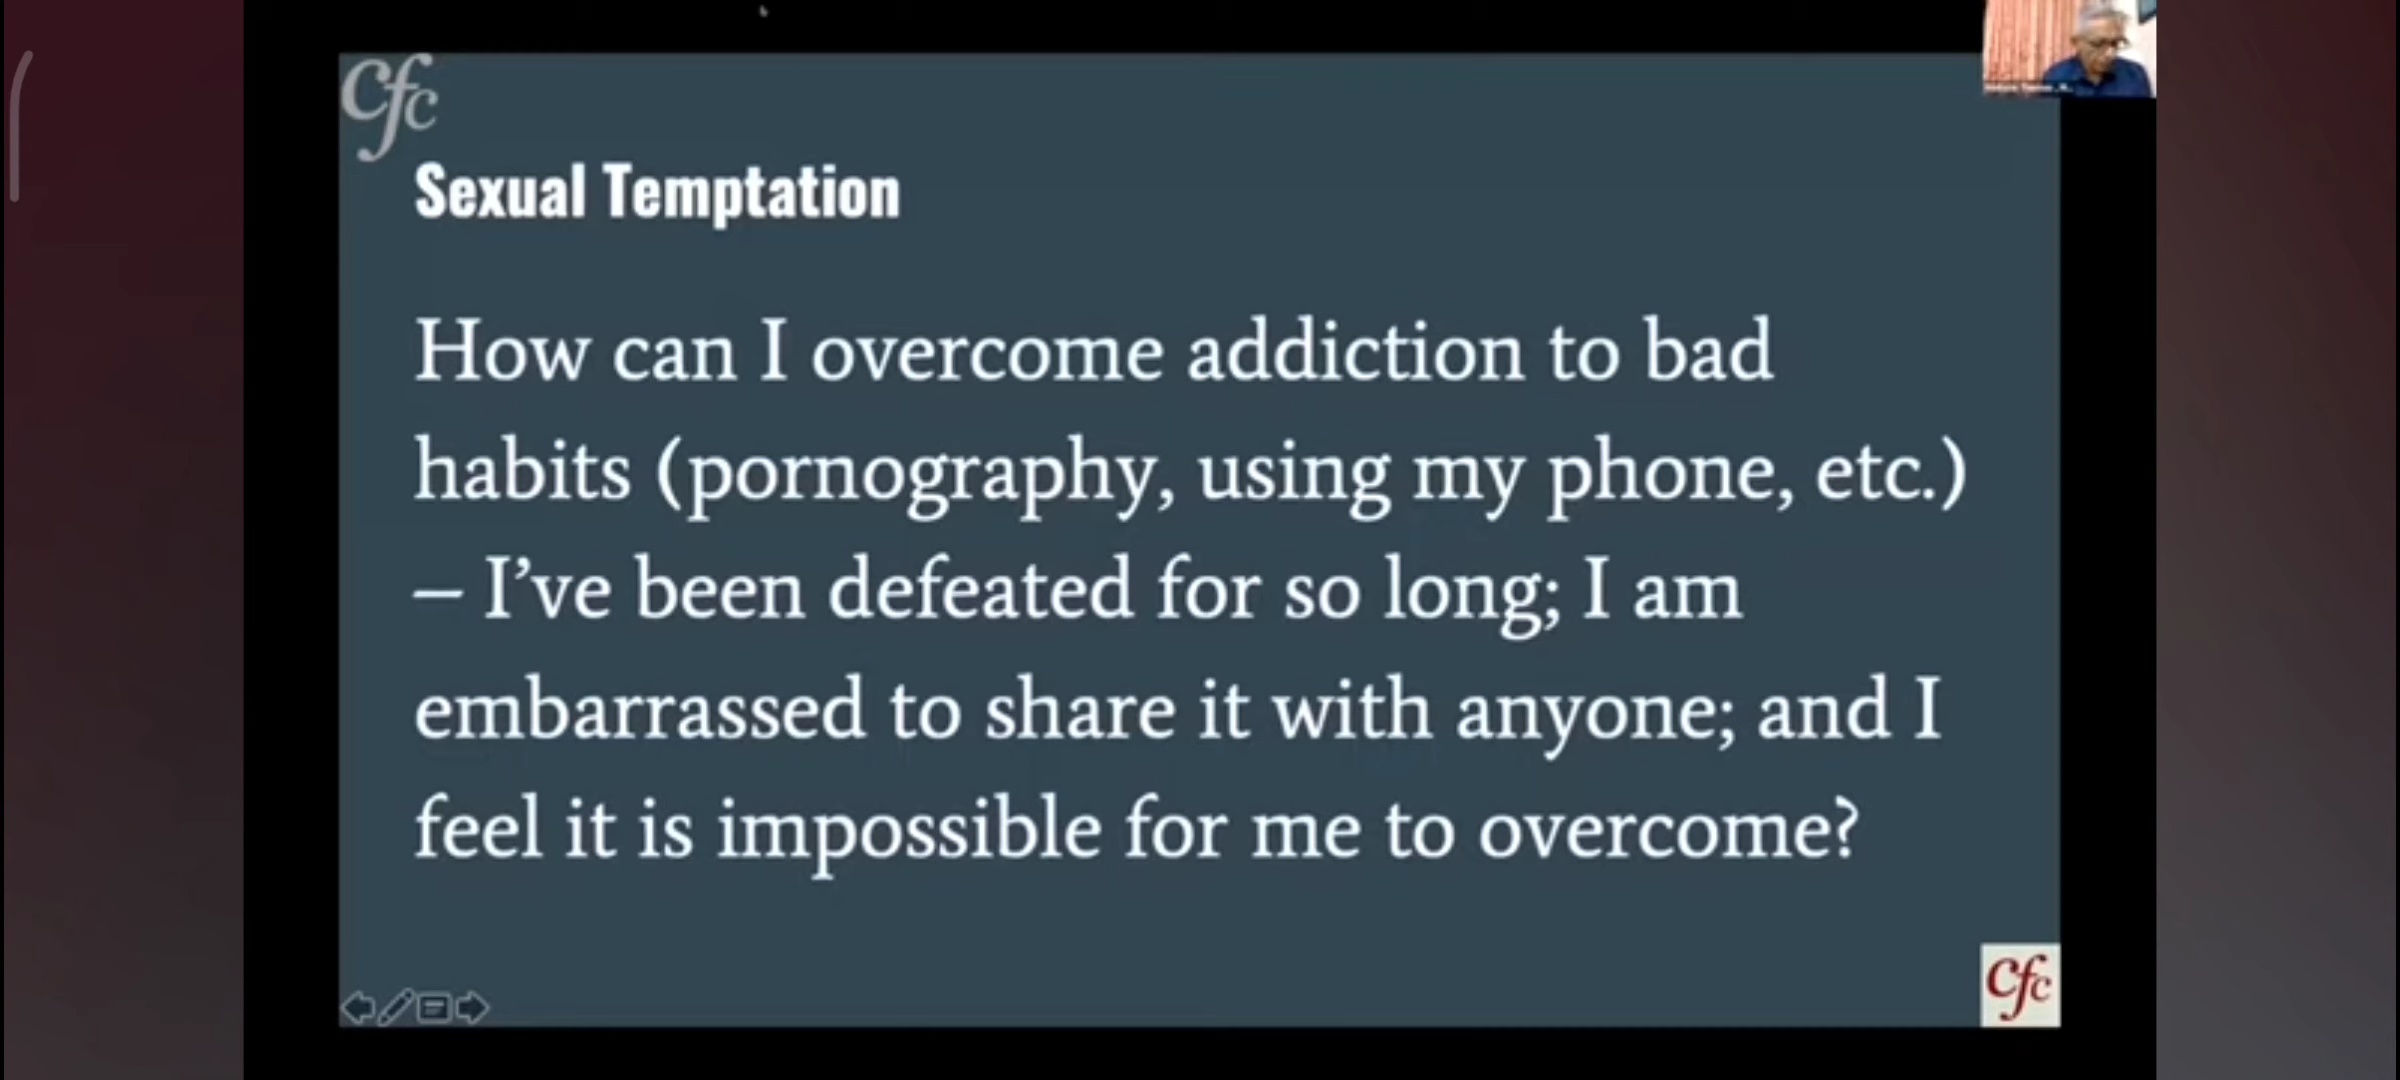 cfc
Sexual Temptation
How can I overcome addiction to bad
habits (pornography, using my phone, etc.)
– I’ve been defeated for so long; I am
embarrassed to share it with anyone; and I
feel it is impossible for me to overcome?
cfc